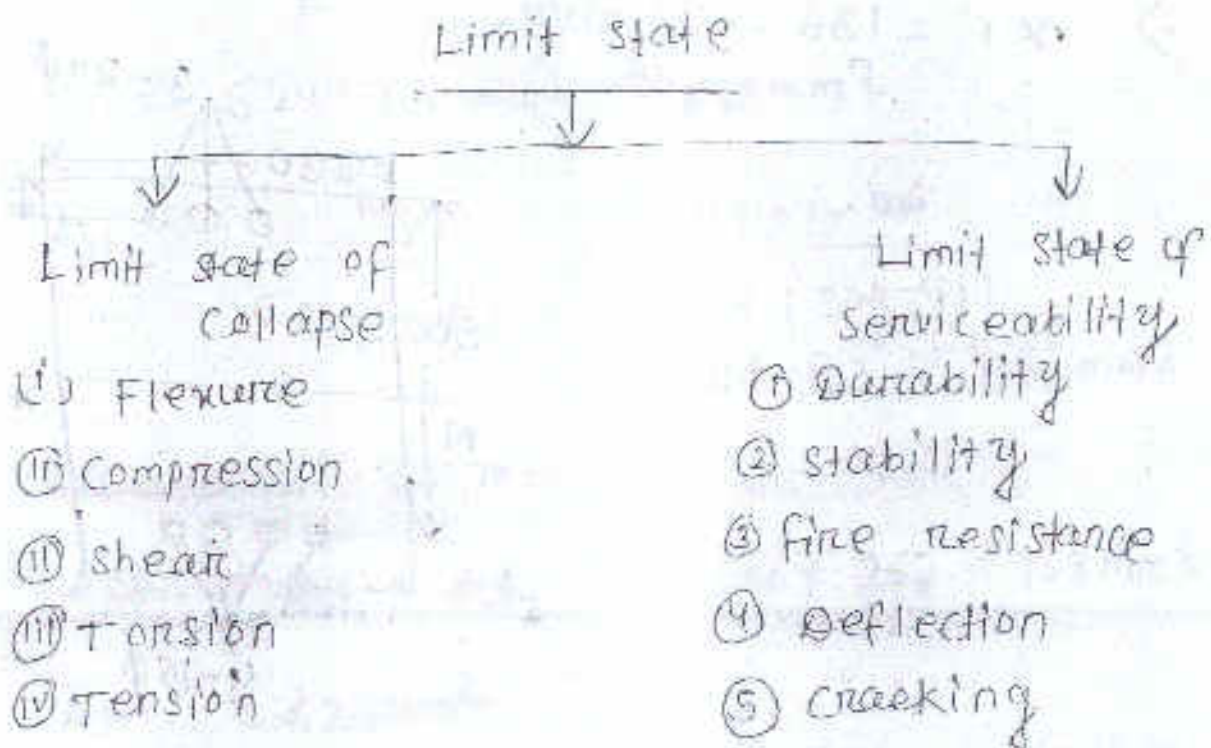 Limit state
Limit state of
collapse
(i) Flexure
(ii) Compression
(ii) shear
(iii) Torsion
(iv) Tension
Limit state of
serviceability
① Durability
② stability
③ fire resistance
④ Deflection
⑤ cracking